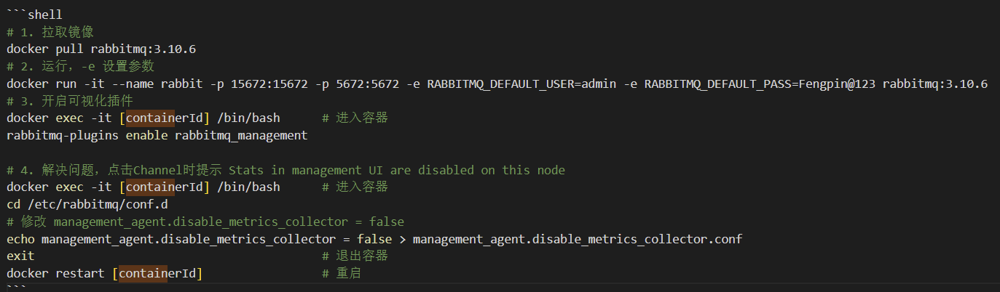 ```shell
# 1. 拉取镜像
docker pull rabbitmq:3.10.6
# 2. 运行，-e 设置参数
docker run -it --name rabbit -p 15672:15672 -p 5672:5672 -e RABBITMQ_DEFAULT_USER=admin -e RABBITMQ_DEFAULT_PASS=Fengpin@123 rabbitmq:3.10.6
# 3. 开启可视化插件
docker exec -it [containerId] /bin/bash      # 进入容器
rabbitmq-plugins enable rabbitmq_management
# 4. 解决问题，点击Channel时提示 Stats in management UI are disabled on this node
docker exec -it [containerId] /bin/bash      # 进入容器
cd /etc/rabbitmq/conf.d
# 修改 management_agent.disable_metrics_collector = false
echo management_agent.disable_metrics_collector = false > management_agent.disable_metrics_collector.conf
exit                                         # 退出容器
docker restart [containerId]                 # 重启
```